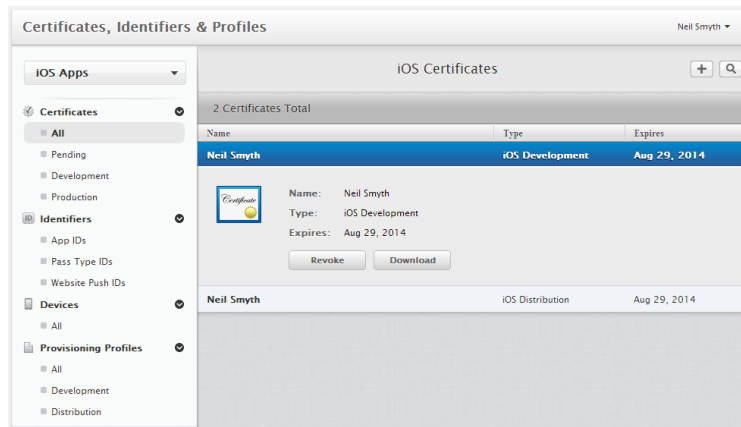 Certificates, Identifiers & Profiles
Neil Smyth
iOS Apps
Certificates
All
Pending
Development
Production
ID
Identifiers
App IDs
Pass Type IDs
Website Push IDs
Devices
All
Provisioning Profiles
All
Development
Distribution
iOS Certificates
2 Certificates Total
Name Type Expires
Neil Smyth iOS Development Aug 29, 2014
Certificate
Name: Neil Smyth
Type: iOS Development
Expires: Aug 29, 2014
Revoke Download
Neil Smyth iOS Distribution Aug 29, 2014